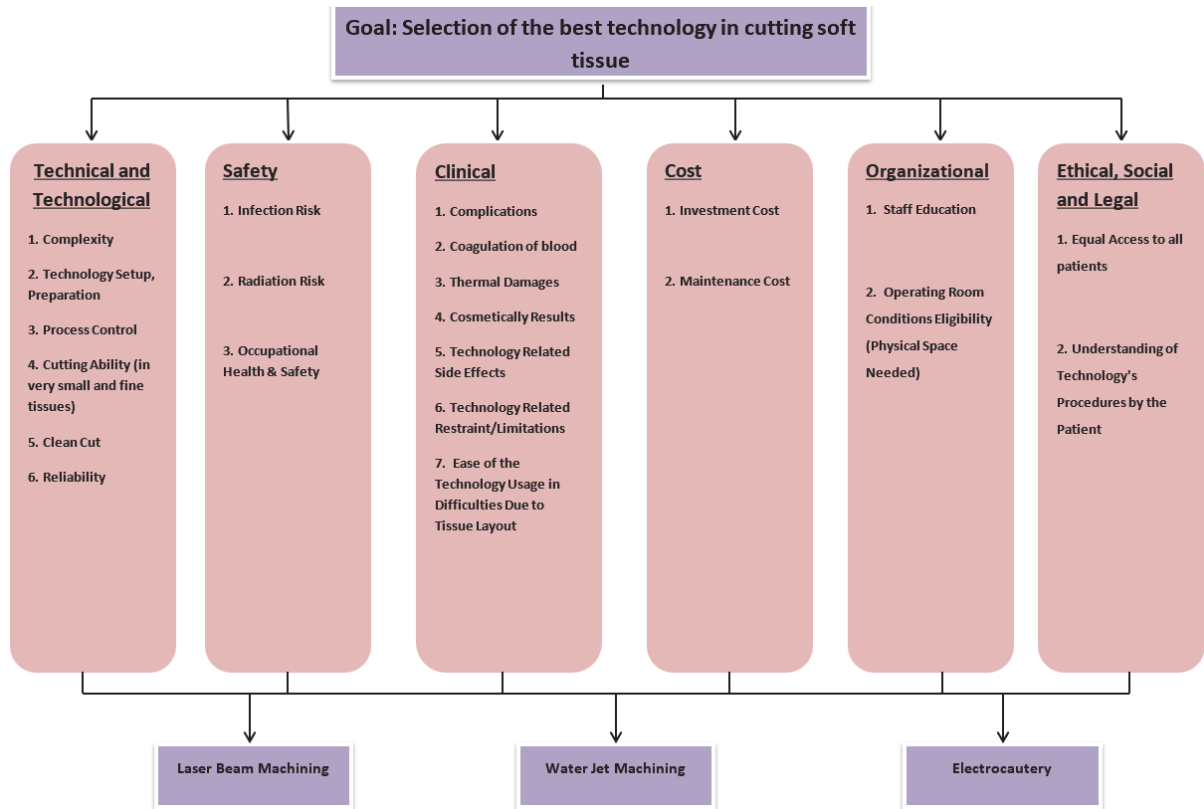 Goal: Selection of the best technology in cutting soft
tissue
Technical and
Technological
1. Complexity
2. Technology Setup,
Preparation
3. Process Control
4. Cutting Ability (in
very small and fine
tissues)
5. Clean Cut
6. Reliability
Safety
1. Infection Risk
2. Radiation Risk
3. Occupational
Health & Safety
Clinical
1. Complications
2. Coagulation of blood
3. Thermal Damages
4. Cosmetically Results
5. Technology Related
Side Effects
6. Technology Related
Restraint/Limitations
7. Ease of the
Technology Usage in
Difficulties Due to
Tissue Layout
Cost
1. Investment Cost
2. Maintenance Cost
Organizational
1. Staff Education
2. Operating Room
Conditions Eligibility
(Physical Space
Needed)
Ethical, Social
and Legal
1. Equal Access to all
patients
2. Understanding of
Technology's
Procedures by the
Patient
Laser Beam Machining
Water Jet Machining
Electrocautery